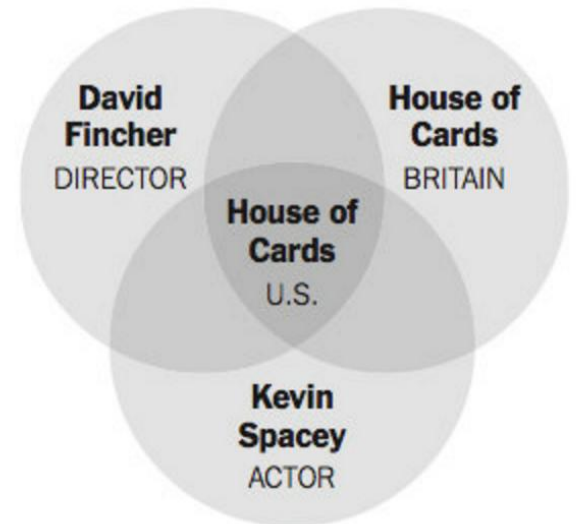 David
Fincher
DIRECTOR
House of
Cards
BRITAIN
House of
Cards
U.S.
Kevin
Spacey
ACTOR